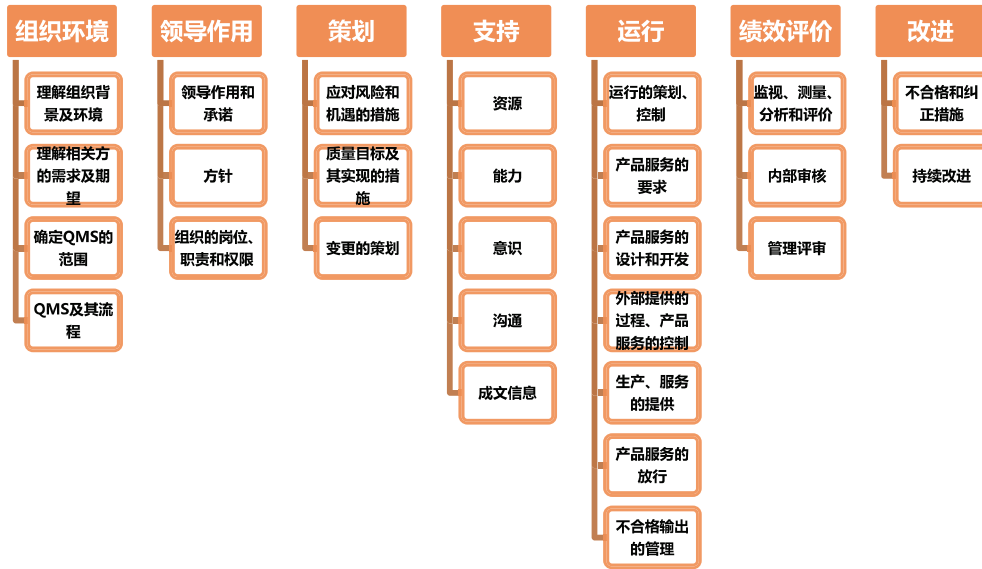 组织环境
理解组织背
景及环境
理解相关方
的需求及期
望
确定QMS的
范围
QMS及其流
程
领导作用
领导作用和
承诺
方针
组织的岗位、
职责和权限
策划
应对风险和
机遇的措施
质量目标及
其实现的措
施
变更的策划
支持
资源
能力
意识
沟通
成文信息
运行
运行的策划、
控制
产品服务的
要求
产品服务的
设计和开发
外部提供的
过程、产品
服务的控制
生产、服务
的提供
产品服务的
放行
不合格输出
的管理
绩效评价
监视、测量、
分析和评价
内部审核
管理评审
改进
不合格和纠
正措施
持续改进